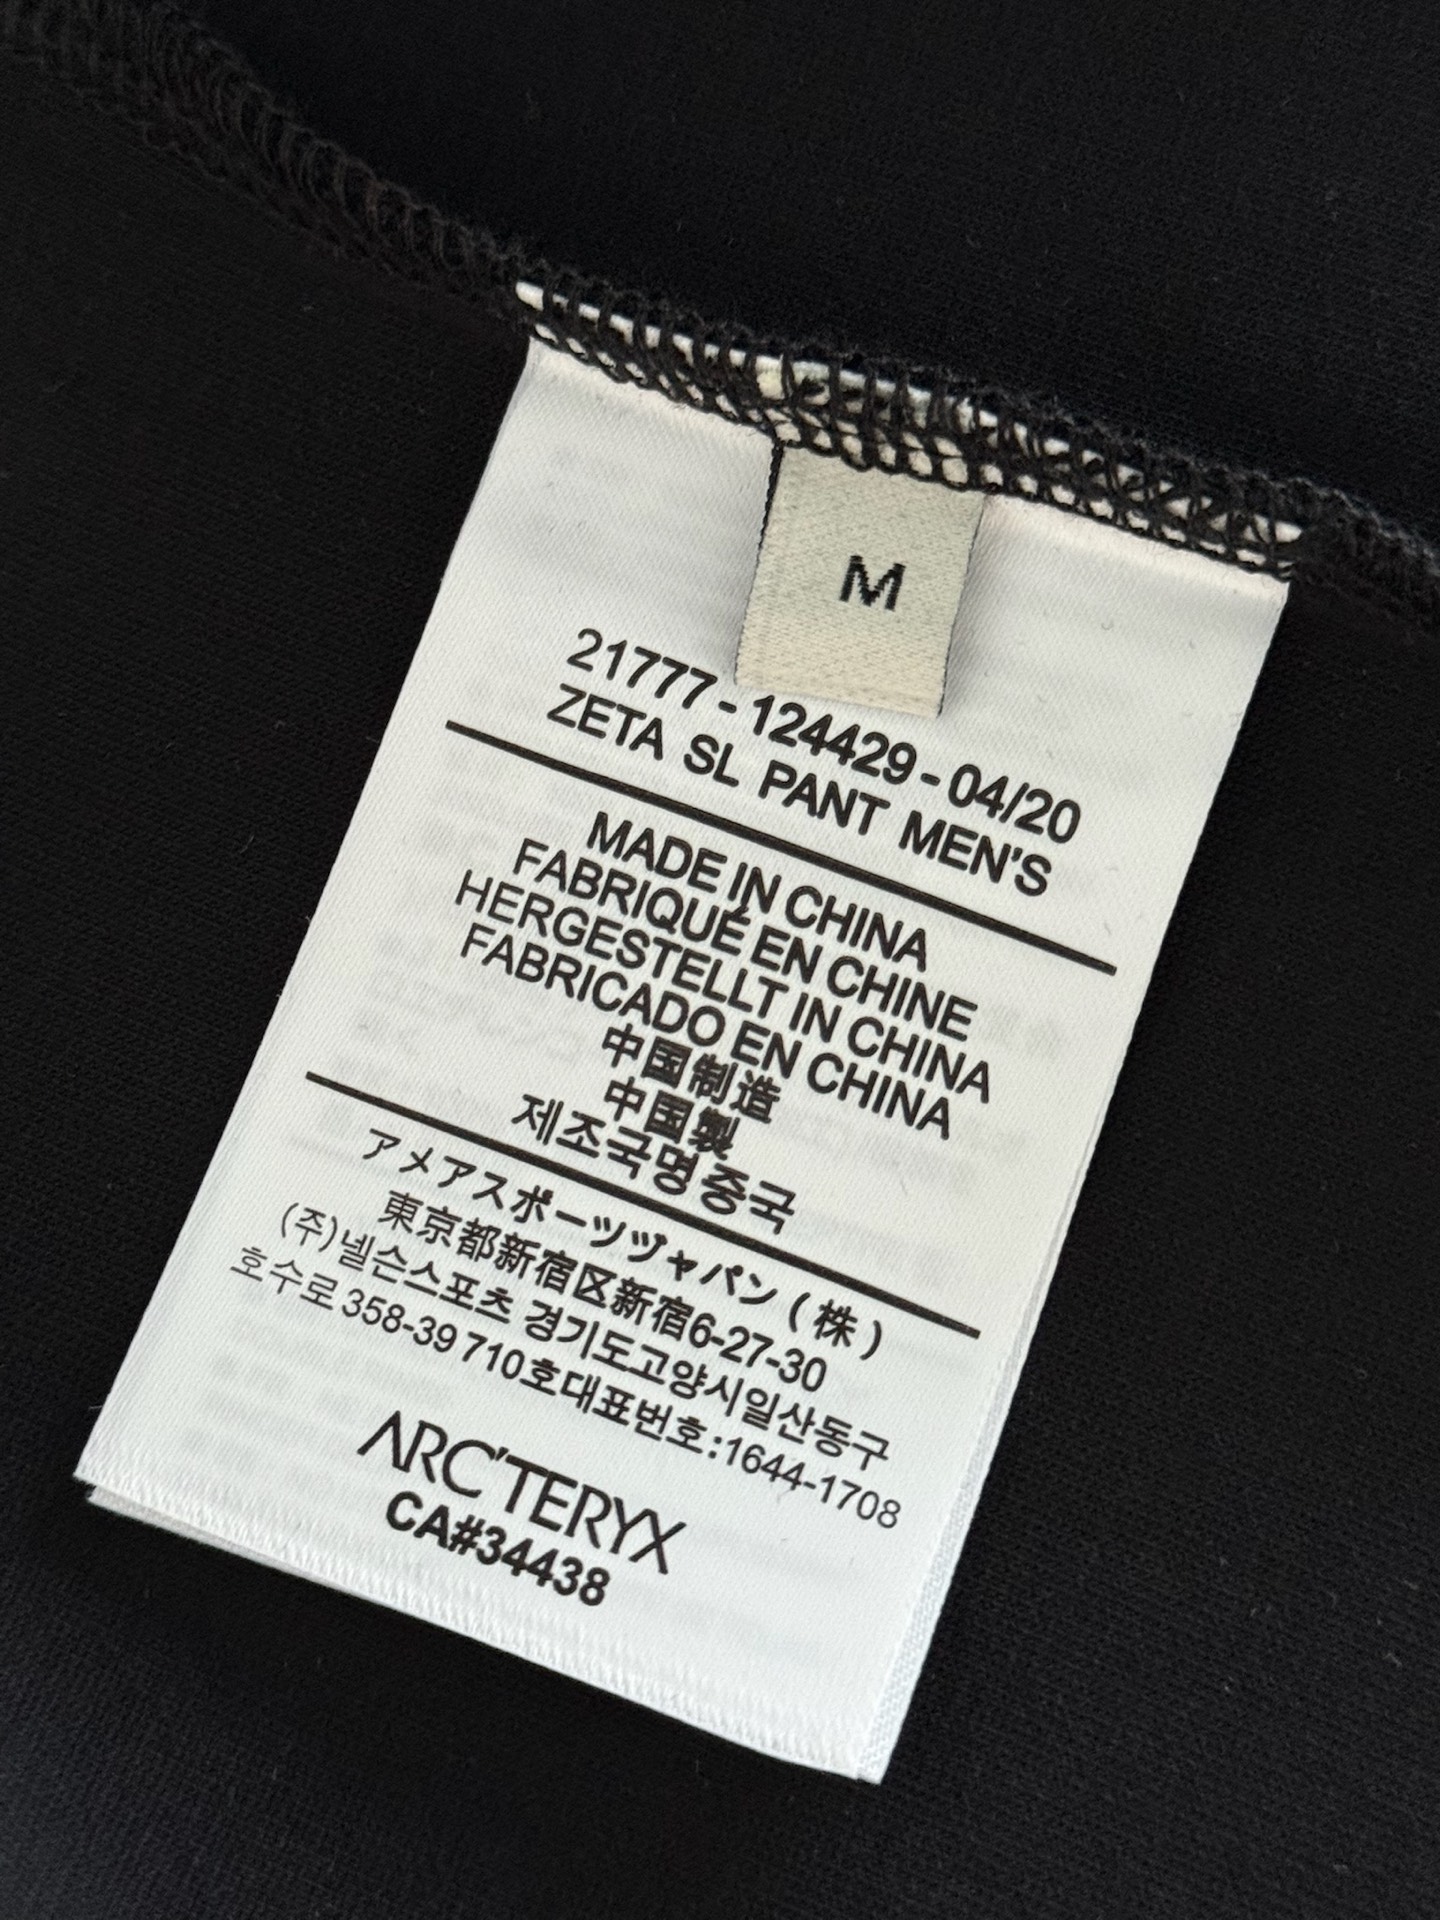 M
21777-124429-04/20
ZETA SL PANT MEN'S
MADE IN CHINA
FABRIQUÉ EN CHINE
HERGESTELLT IN CHINA
FABRICADO EN CHINA
中国制造
中国製
제조국명중국
アメアスポーツヅャパン(株)
東京都新宿区新宿6-27-30
(주)넬슨스포츠 경기도고양시일산동구
호수로358-39 710호대표번호:1644-1708
ARC'TERYX
CA#34438